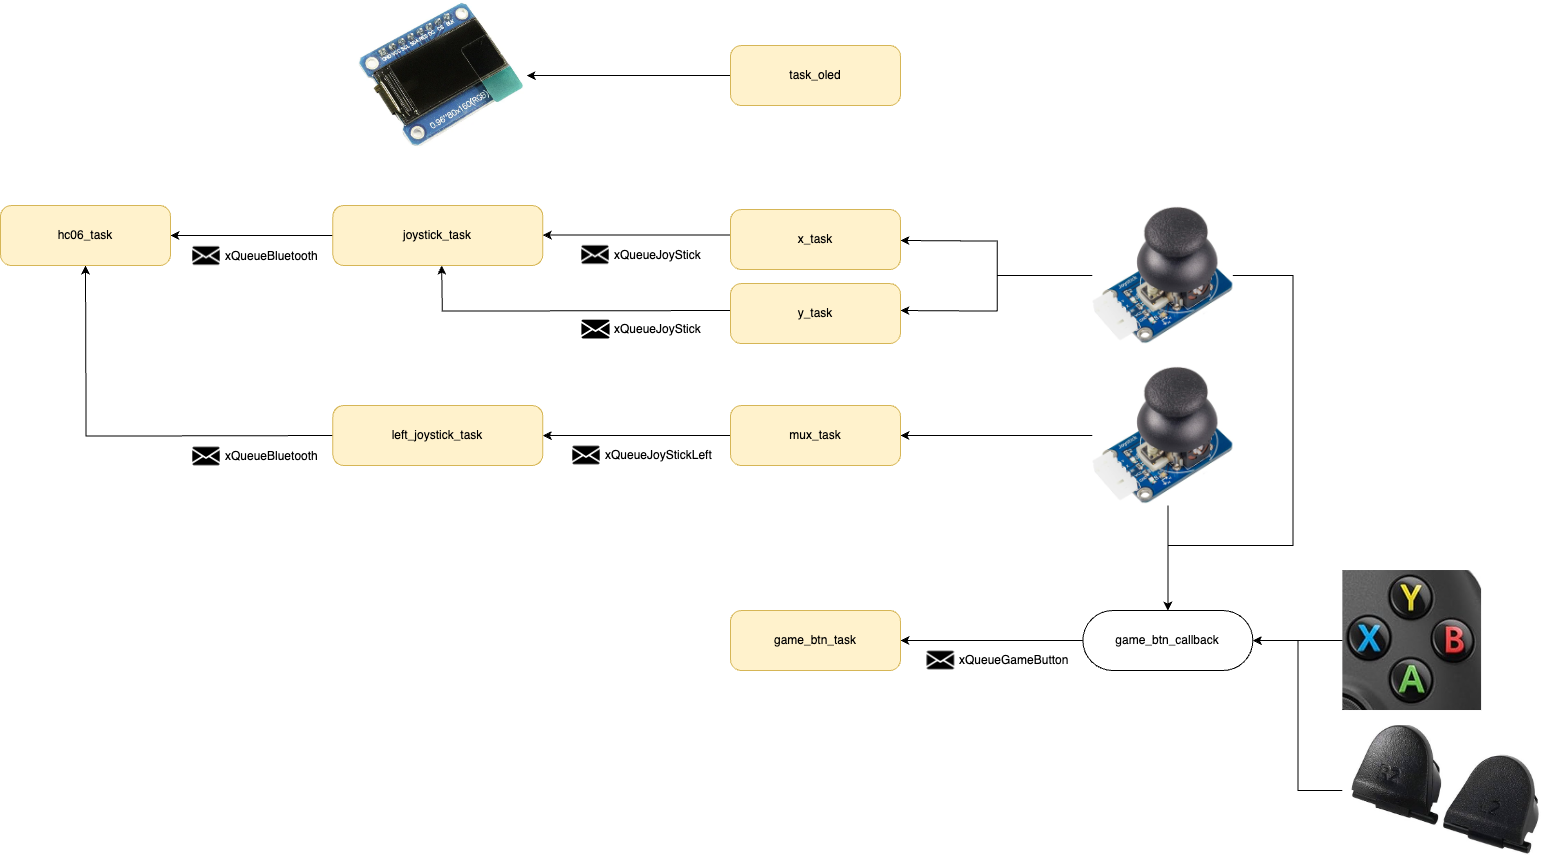 0.96"80x160(RGB)
task_oled
hc06_task
xQueueBluetooth
joystick_task
xQueueJoyStick
x_task
xQueueJoyStick
y_task
left_joystick_task
xQueueBluetooth
xQueueJoyStickLeft
mux_task
game_btn_task
xQueueGameButton
game_btn_callback
Y
X
B
A
R2
L2